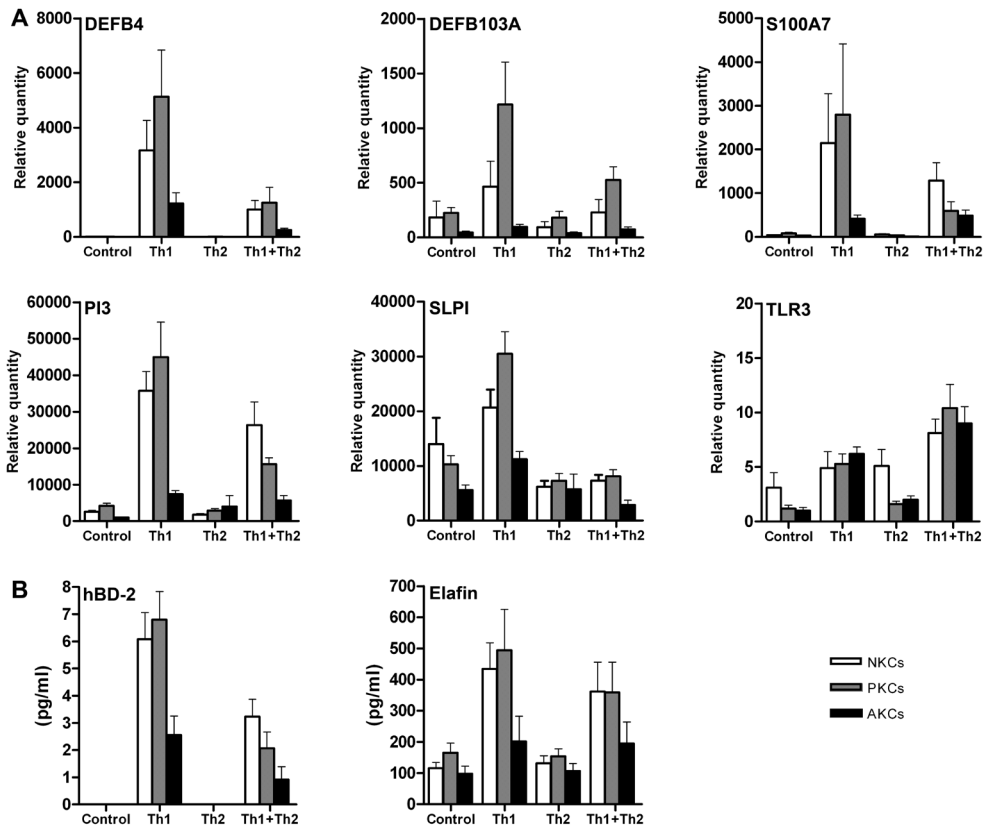 A
DEFB4
Relative quantity
8000
6000
4000
2000
0
Control Th1 Th2 Th1+Th2
DEFB103A
Relative quantity
2000
1500
1000
500
0
Control Th1 Th2 Th1+Th2
S100A7
Relative quantity
5000
4000
3000
2000
1000
0
Control Th1 Th2 Th1+Th2
PI3
Relative quantity
60000
50000
40000
30000
20000
10000
0
Control Th1 Th2 Th1+Th2
SLPI
Relative quantity
40000
30000
20000
10000
0
Control Th1 Th2 Th1+Th2
TLR3
Relative quantity
20
15
10
5
0
Control Th1 Th2 Th1+Th2
B
hBD-2
(pg/ml)
8
7
6
5
4
3
2
1
0
Control Th1 Th2 Th1+Th2
Elafin
(pg/ml)
700
600
500
400
300
200
100
0
Control Th1 Th2 Th1+Th2
NKCs
PKCs
AKCs